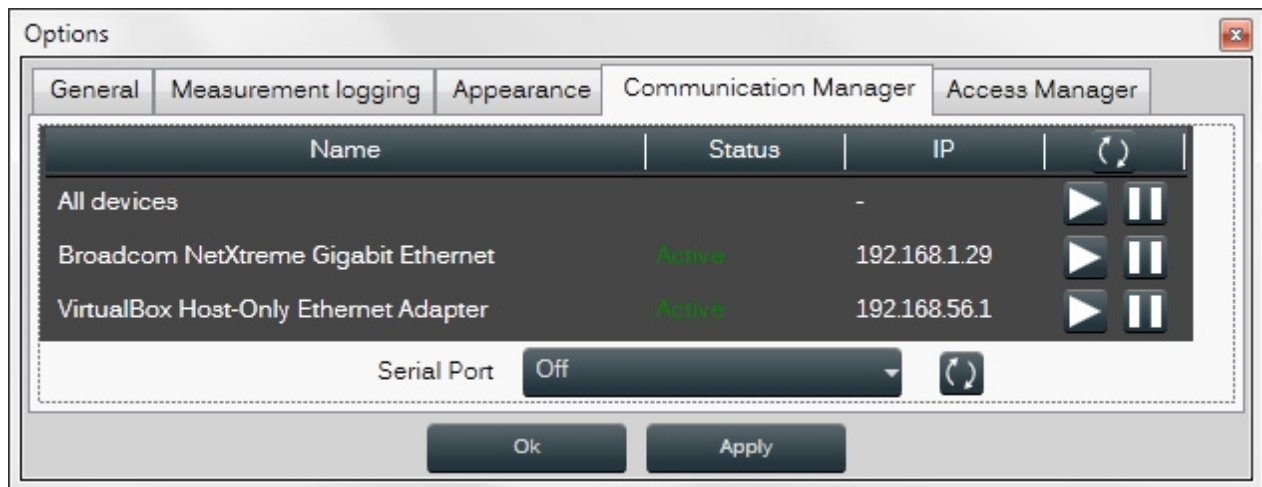 Options
General Measurement logging Appearance Communication Manager Access Manager
Name Status IP
All devices -
Broadcom NetXtreme Gigabit Ethernet Active 192.168.1.29
VirtualBox Host-Only Ethernet Adapter Active 192.168.56.1
Serial Port Off
Ok Apply